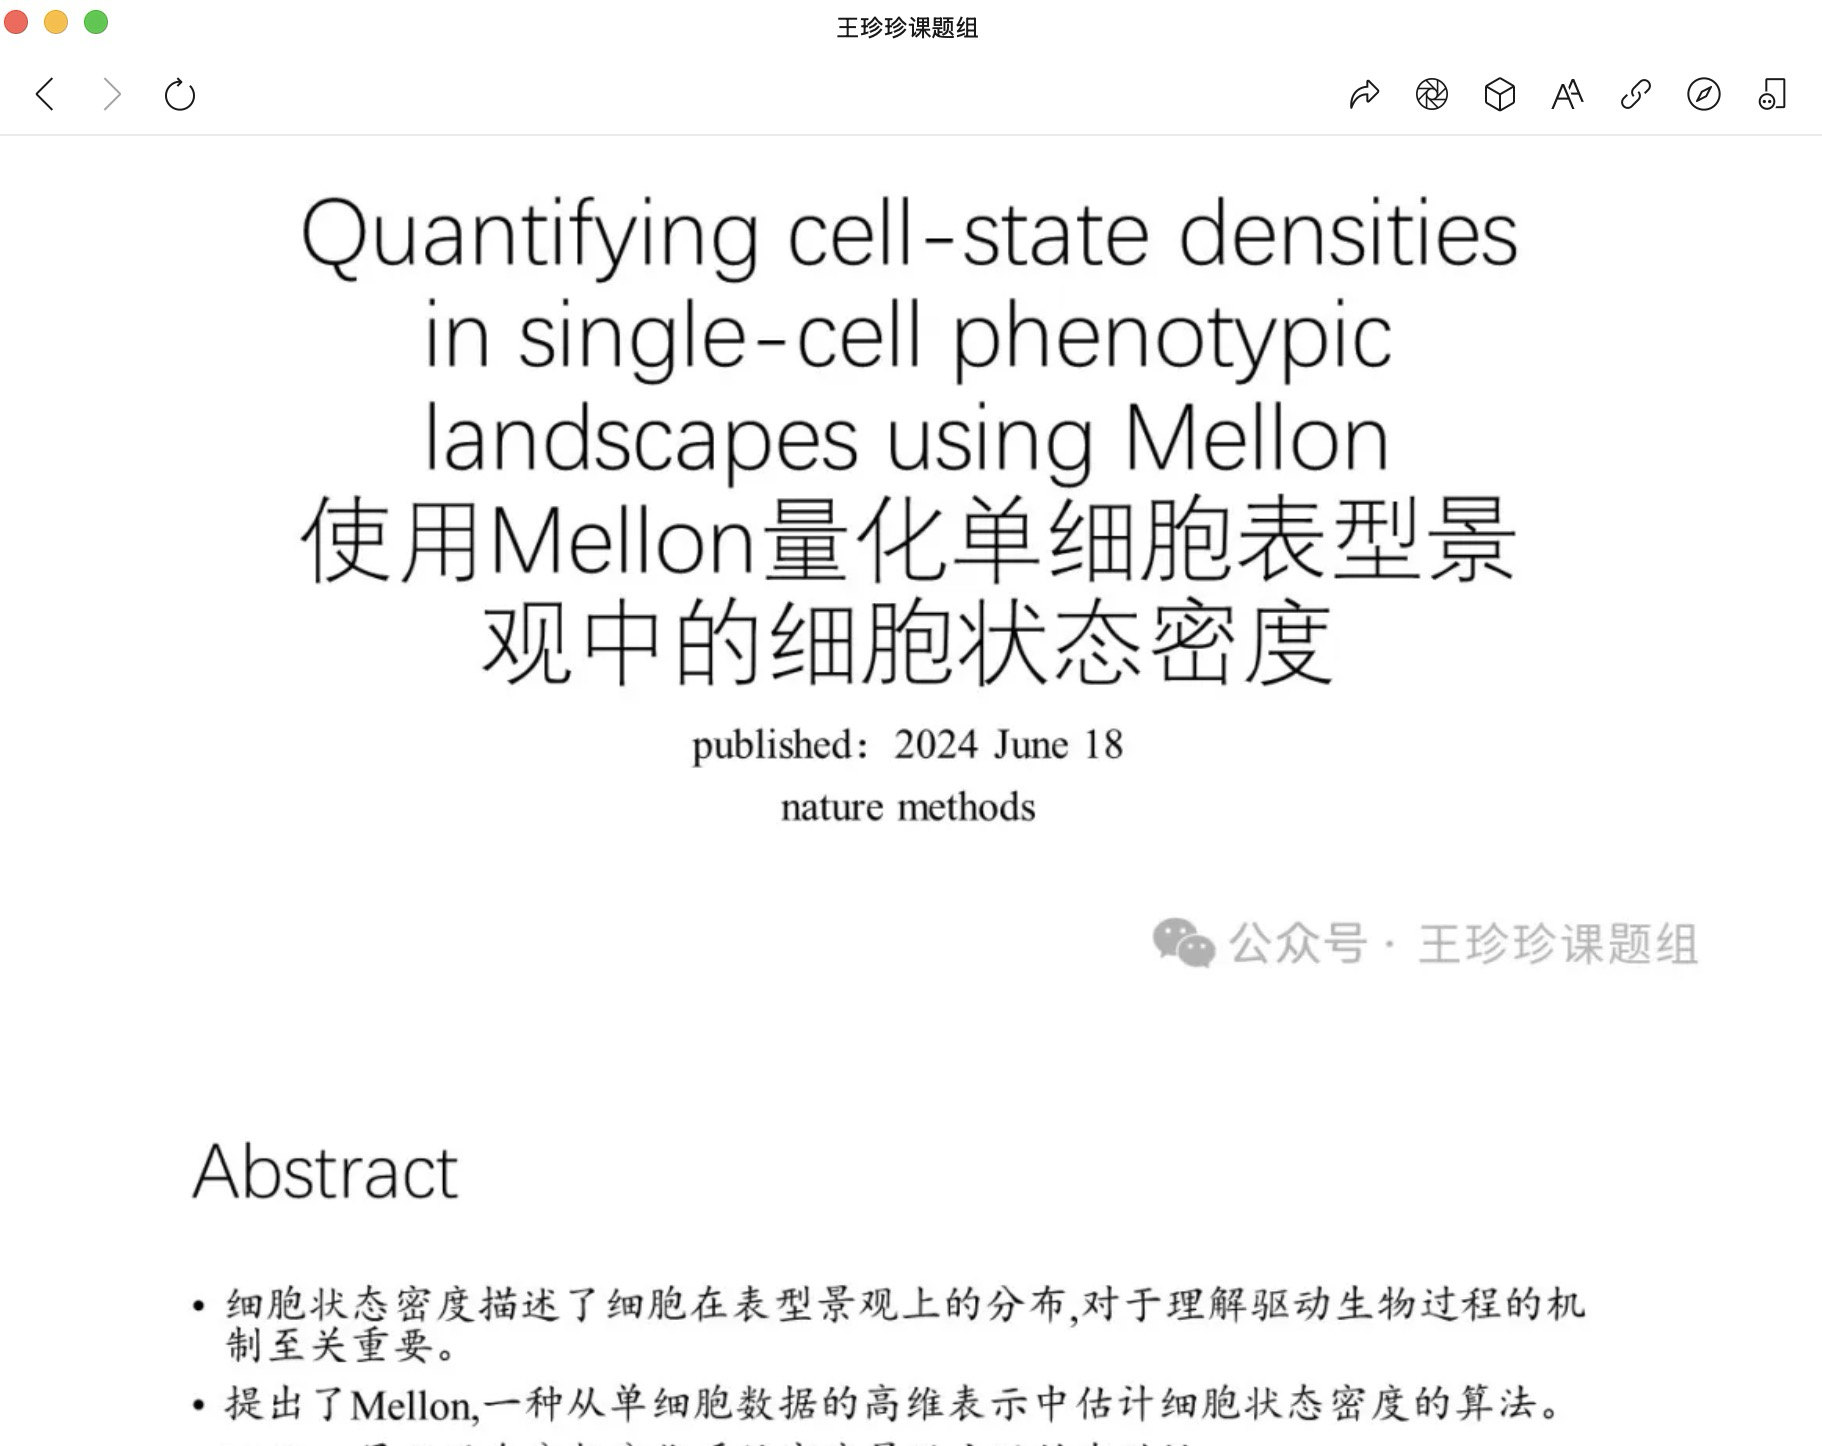 王珍珍课题组
Quantifying cell-state densities
in single-cell phenotypic
landscapes using Mellon
使用Mellon量化单细胞表型景
观中的细胞状态密度
published：2024 June 18
nature methods
公众号 · 王珍珍课题组
Abstract
• 细胞状态密度描述了细胞在表型景观上的分布,对于理解驱动生物过程的机
制至关重要。
• 提出了Mellon,一种从单细胞数据的高维表示中估计细胞状态密度的算法。